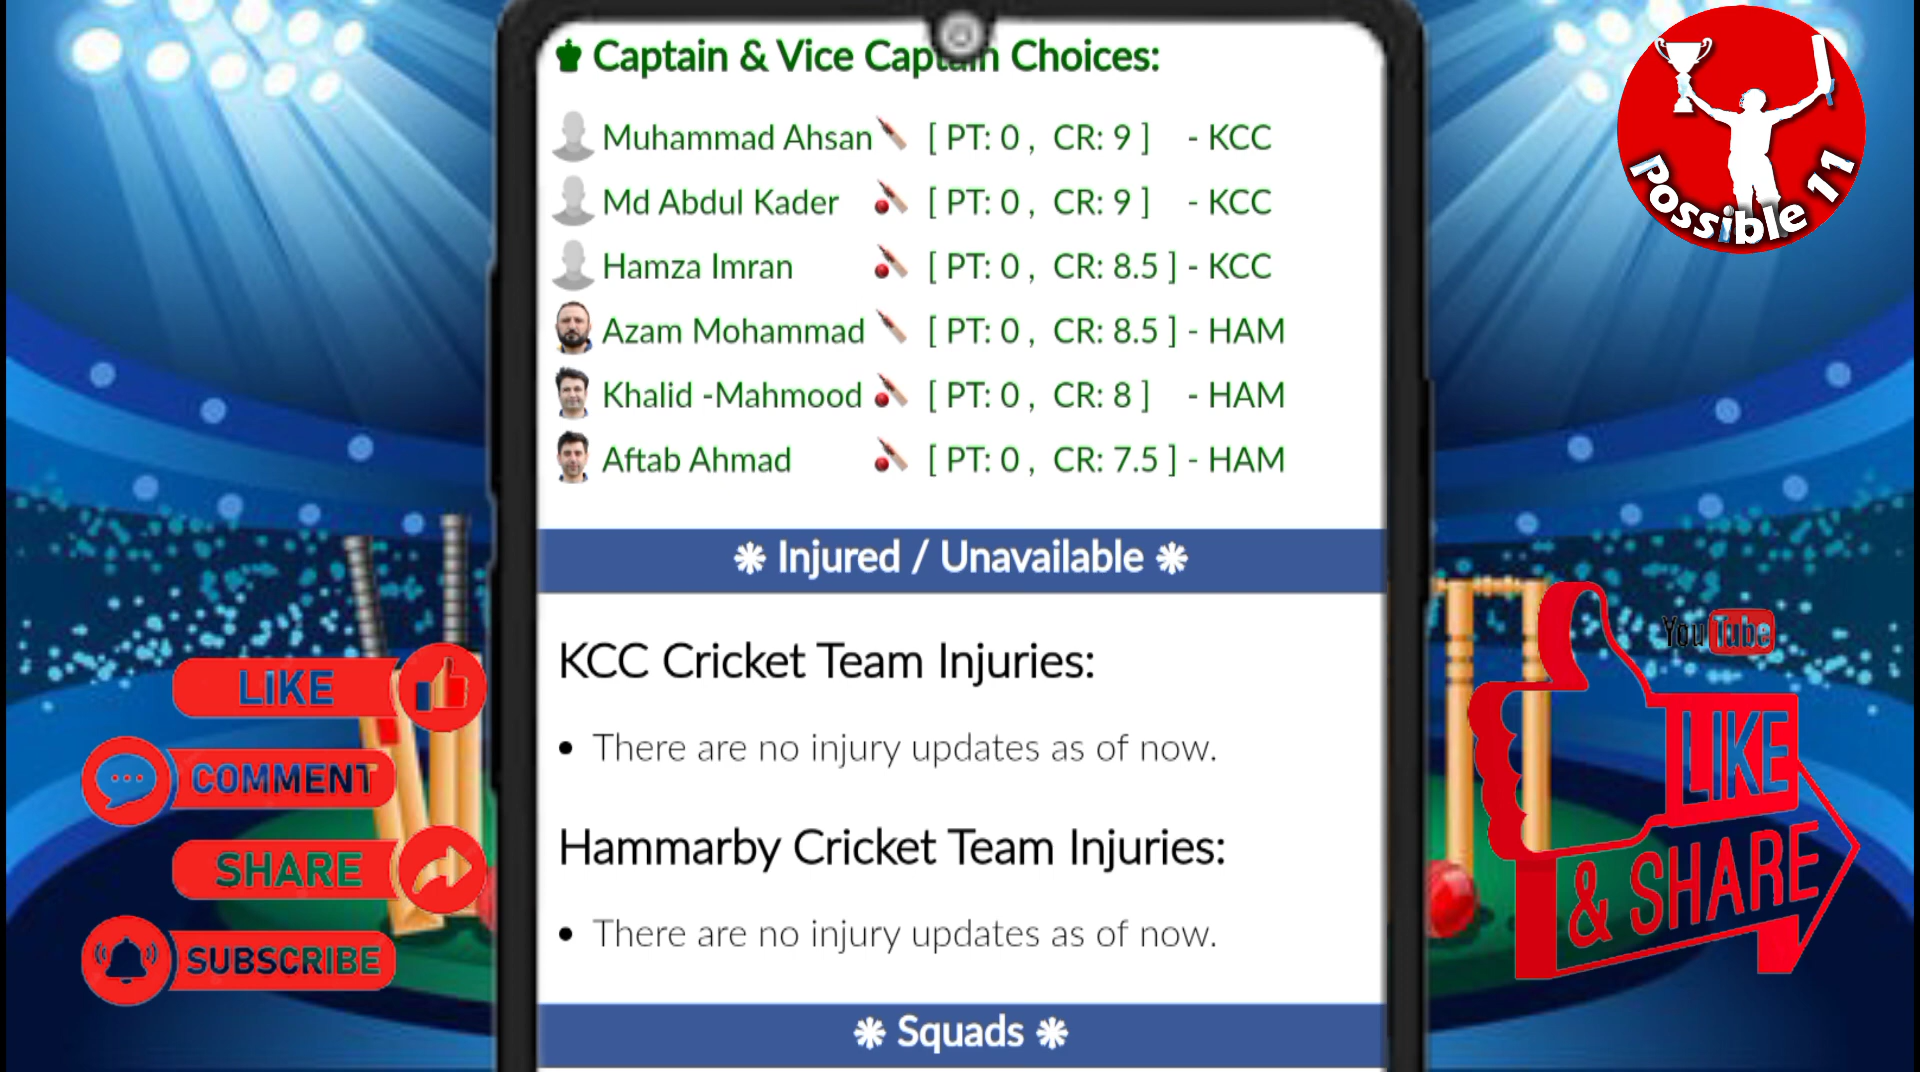 Captain & Vice Captain Choices:
Muhammad Ahsan [ PT: 0 , CR: 9 ] - KCC
Md Abdul Kader [ PT: 0 , CR: 9 ] - KCC
Hamza Imran [ PT: 0 , CR: 8.5 ] - KCC
Azam Mohammad [ PT: 0 , CR: 8.5 ] - HAM
Khalid -Mahmood [ PT: 0 , CR: 8 ] - HAM
Aftab Ahmad [ PT: 0 , CR: 7.5 ] - HAM
Injured / Unavailable
KCC Cricket Team Injuries:
• There are no injury updates as of now.
Hammarby Cricket Team Injuries:
• There are no injury updates as of now.
Squads
Possible 11
LIKE
COMMENT
SHARE
SUBSCRIBE
YouTube
LIKE
& SHARE